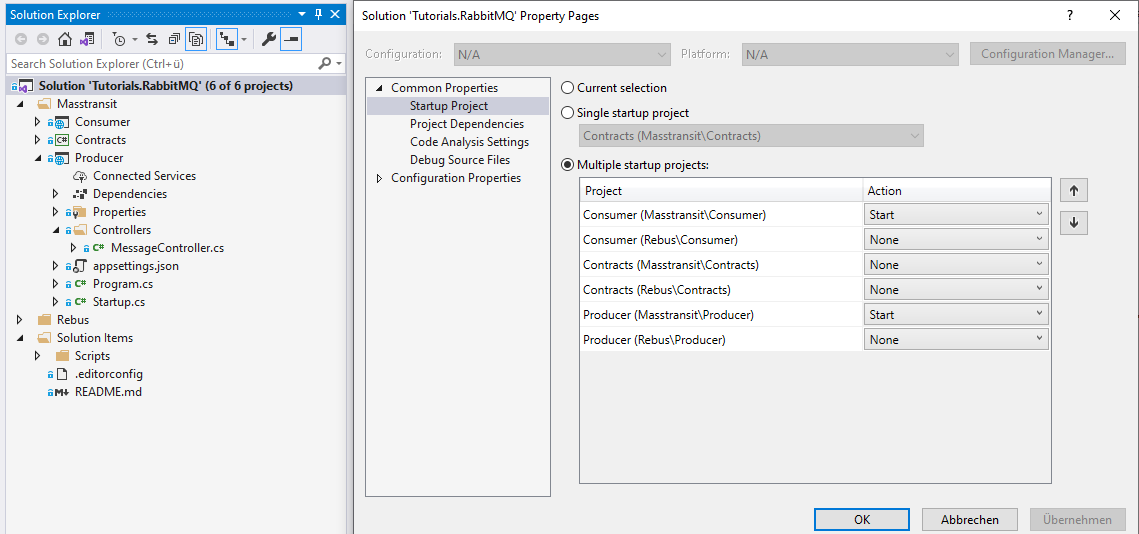 Solution Explorer
Search Solution Explorer (Ctrl+ü)
Solution 'Tutorials.RabbitMQ' (6 of 6 projects)
Masstransit
Consumer
C# Contracts
Producer
Connected Services
Dependencies
Properties
Controllers
C# MessageController.cs
appsettings.json
C# Program.cs
C# Startup.cs
Rebus
Solution Items
Scripts
.editorconfig
M↓ README.md
Solution 'Tutorials.RabbitMQ' Property Pages
?
Configuration: N/A Platform: N/A Configuration Manager...
Common Properties
Startup Project
Project Dependencies
Code Analysis Settings
Debug Source Files
Configuration Properties
Current selection
Single startup project
Contracts (Masstransit\Contracts)
Multiple startup projects:
Project Action
Consumer (Masstransit\Consumer) Start
Consumer (Rebus\Consumer) None
Contracts (Masstransit\Contracts) None
Contracts (Rebus\Contracts) None
Producer (Masstransit\Producer) Start
Producer (Rebus\Producer) None
OK Abbrechen Übernehmen